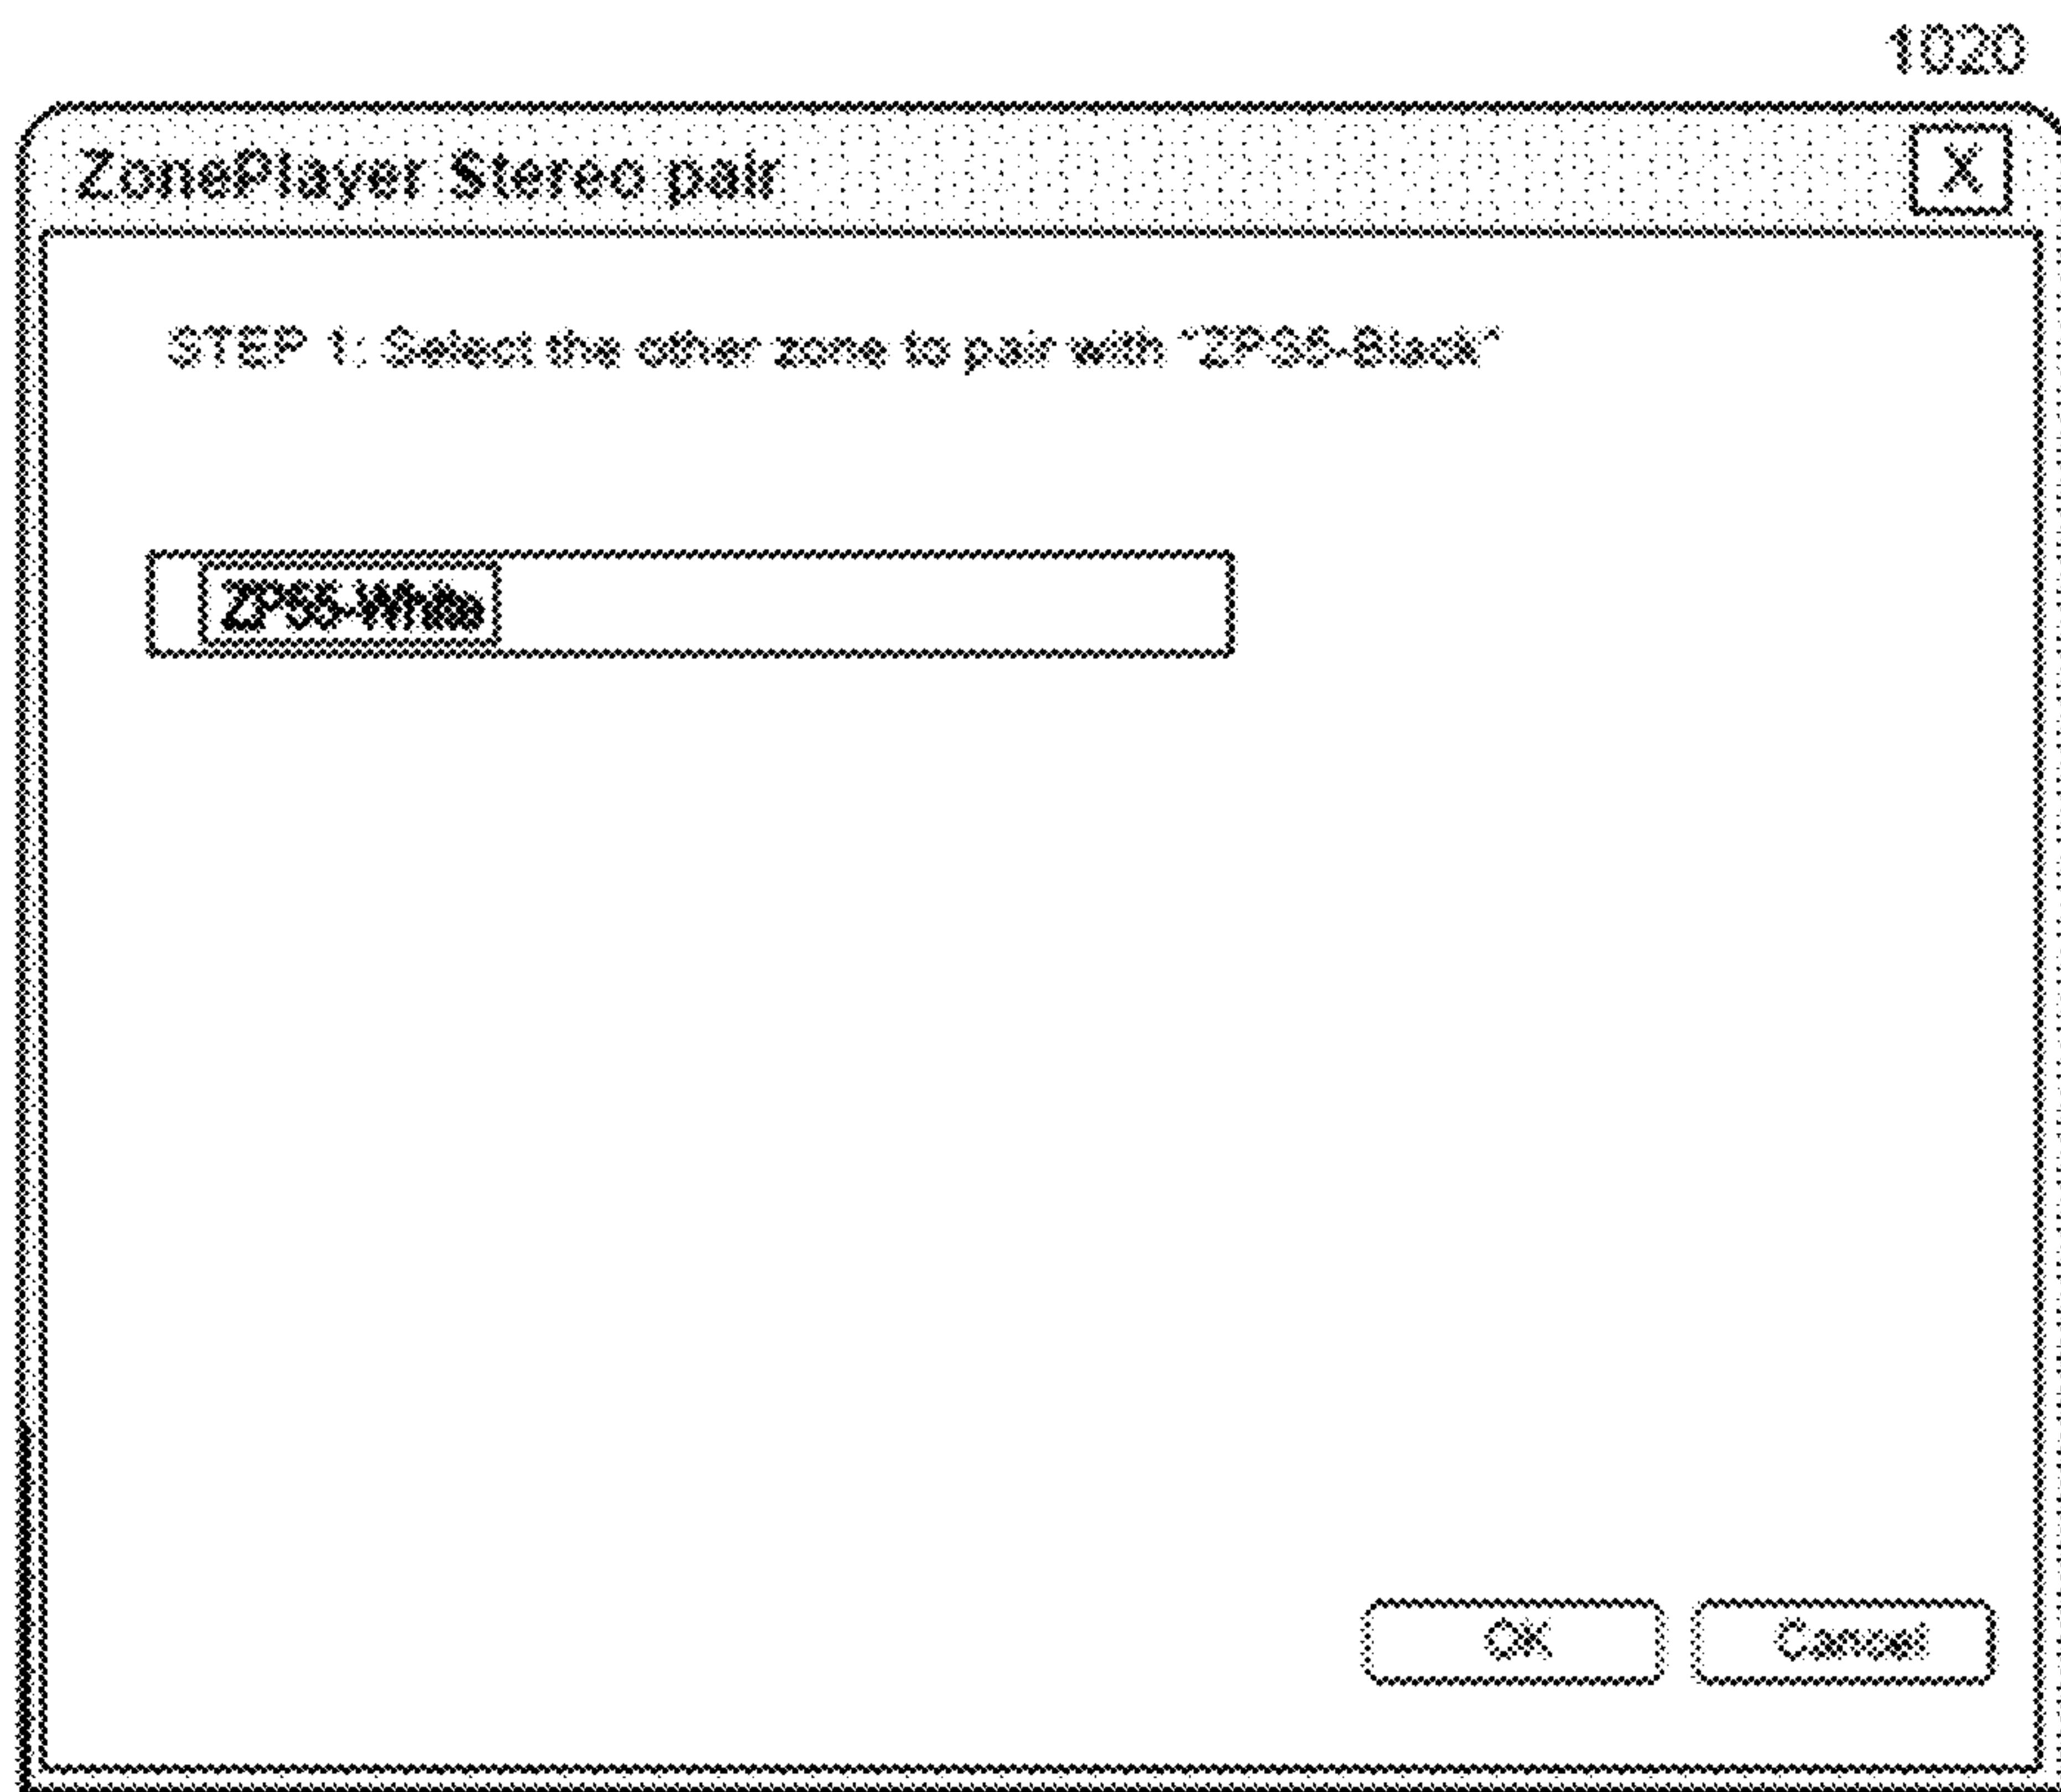 1020
ZonePlayer Stereo pair
X
STEP 1: Select the other zone to pair with "ZPS5-Black"
ZPS5-White
OK
Cancel